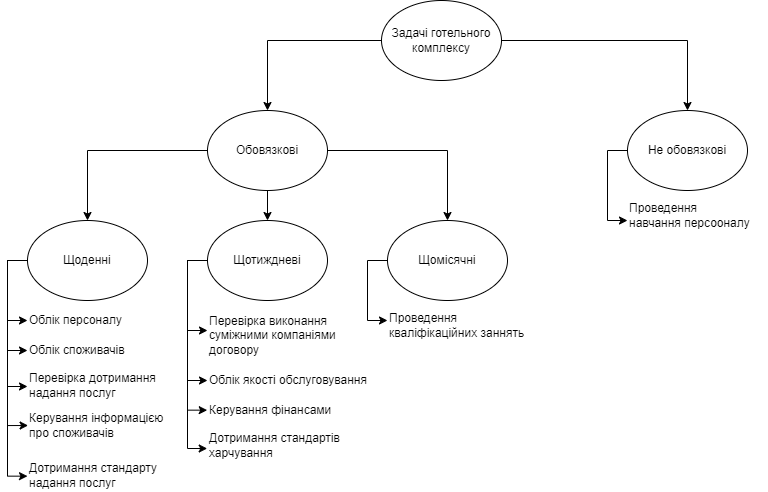 Задачі готельного
комплексу
Обовязкові
Не обовязкові
Проведення
навчання персооналу
Щоденні
Щотиждневі
Щомісячні
Облік персоналу
Облік споживачів
Перевірка дотримання
надання послуг
Керування інформацією
про споживачів
Дотримання стандарту
надання послуг
Перевірка виконання
суміжними компаніями
договору
Облік якості обслуговування
Керування фінансами
Дотримання стандартів
харчування
Проведення
кваліфікаційних заннять